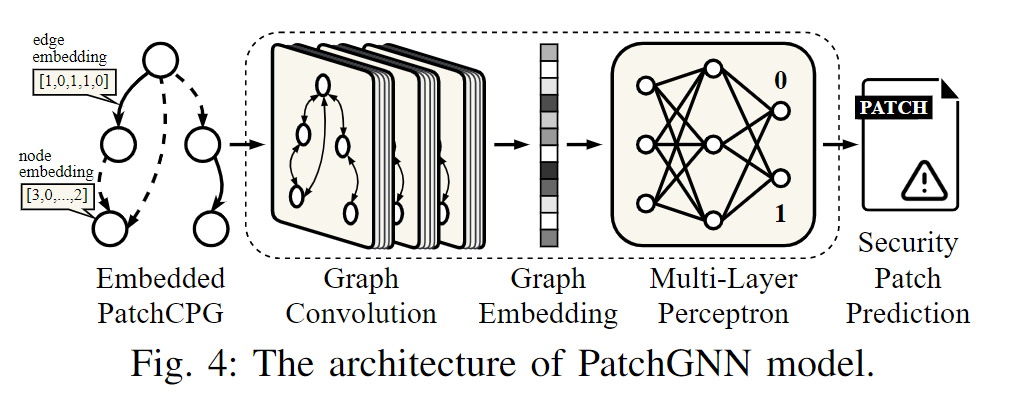 edge
embedding
[1,0,1,1,0]
node
embedding
[3,0,...,2]
0
1
PATCH
Embedded
PatchCPG
Graph
Convolution
Graph
Embedding
Multi-Layer
Perceptron
Security
Patch
Prediction
Fig. 4: The architecture of PatchGNN model.